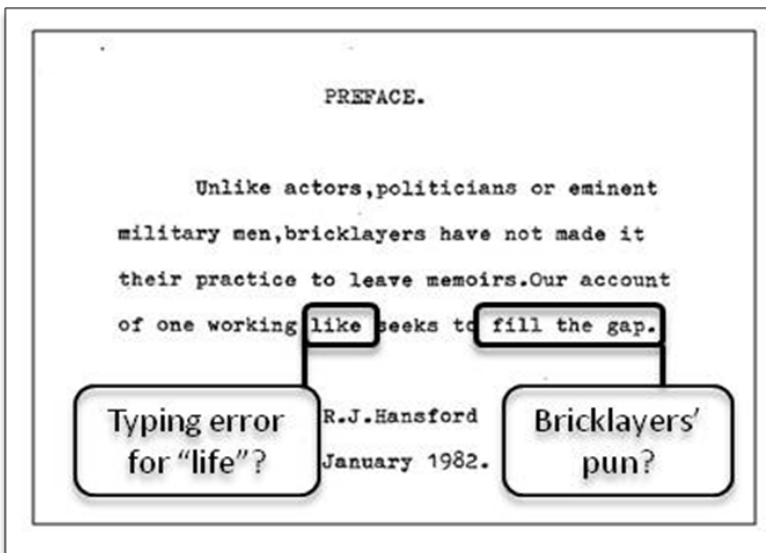 PREFACE.
Unlike actors,politicians or eminent
military men,bricklayers have not made it
their practice to leave memoirs.Our account
of one working like seeks to fill the gap.
Typing error
for "life"?
R.J.Hansford
January 1982.
Bricklayers'
pun?